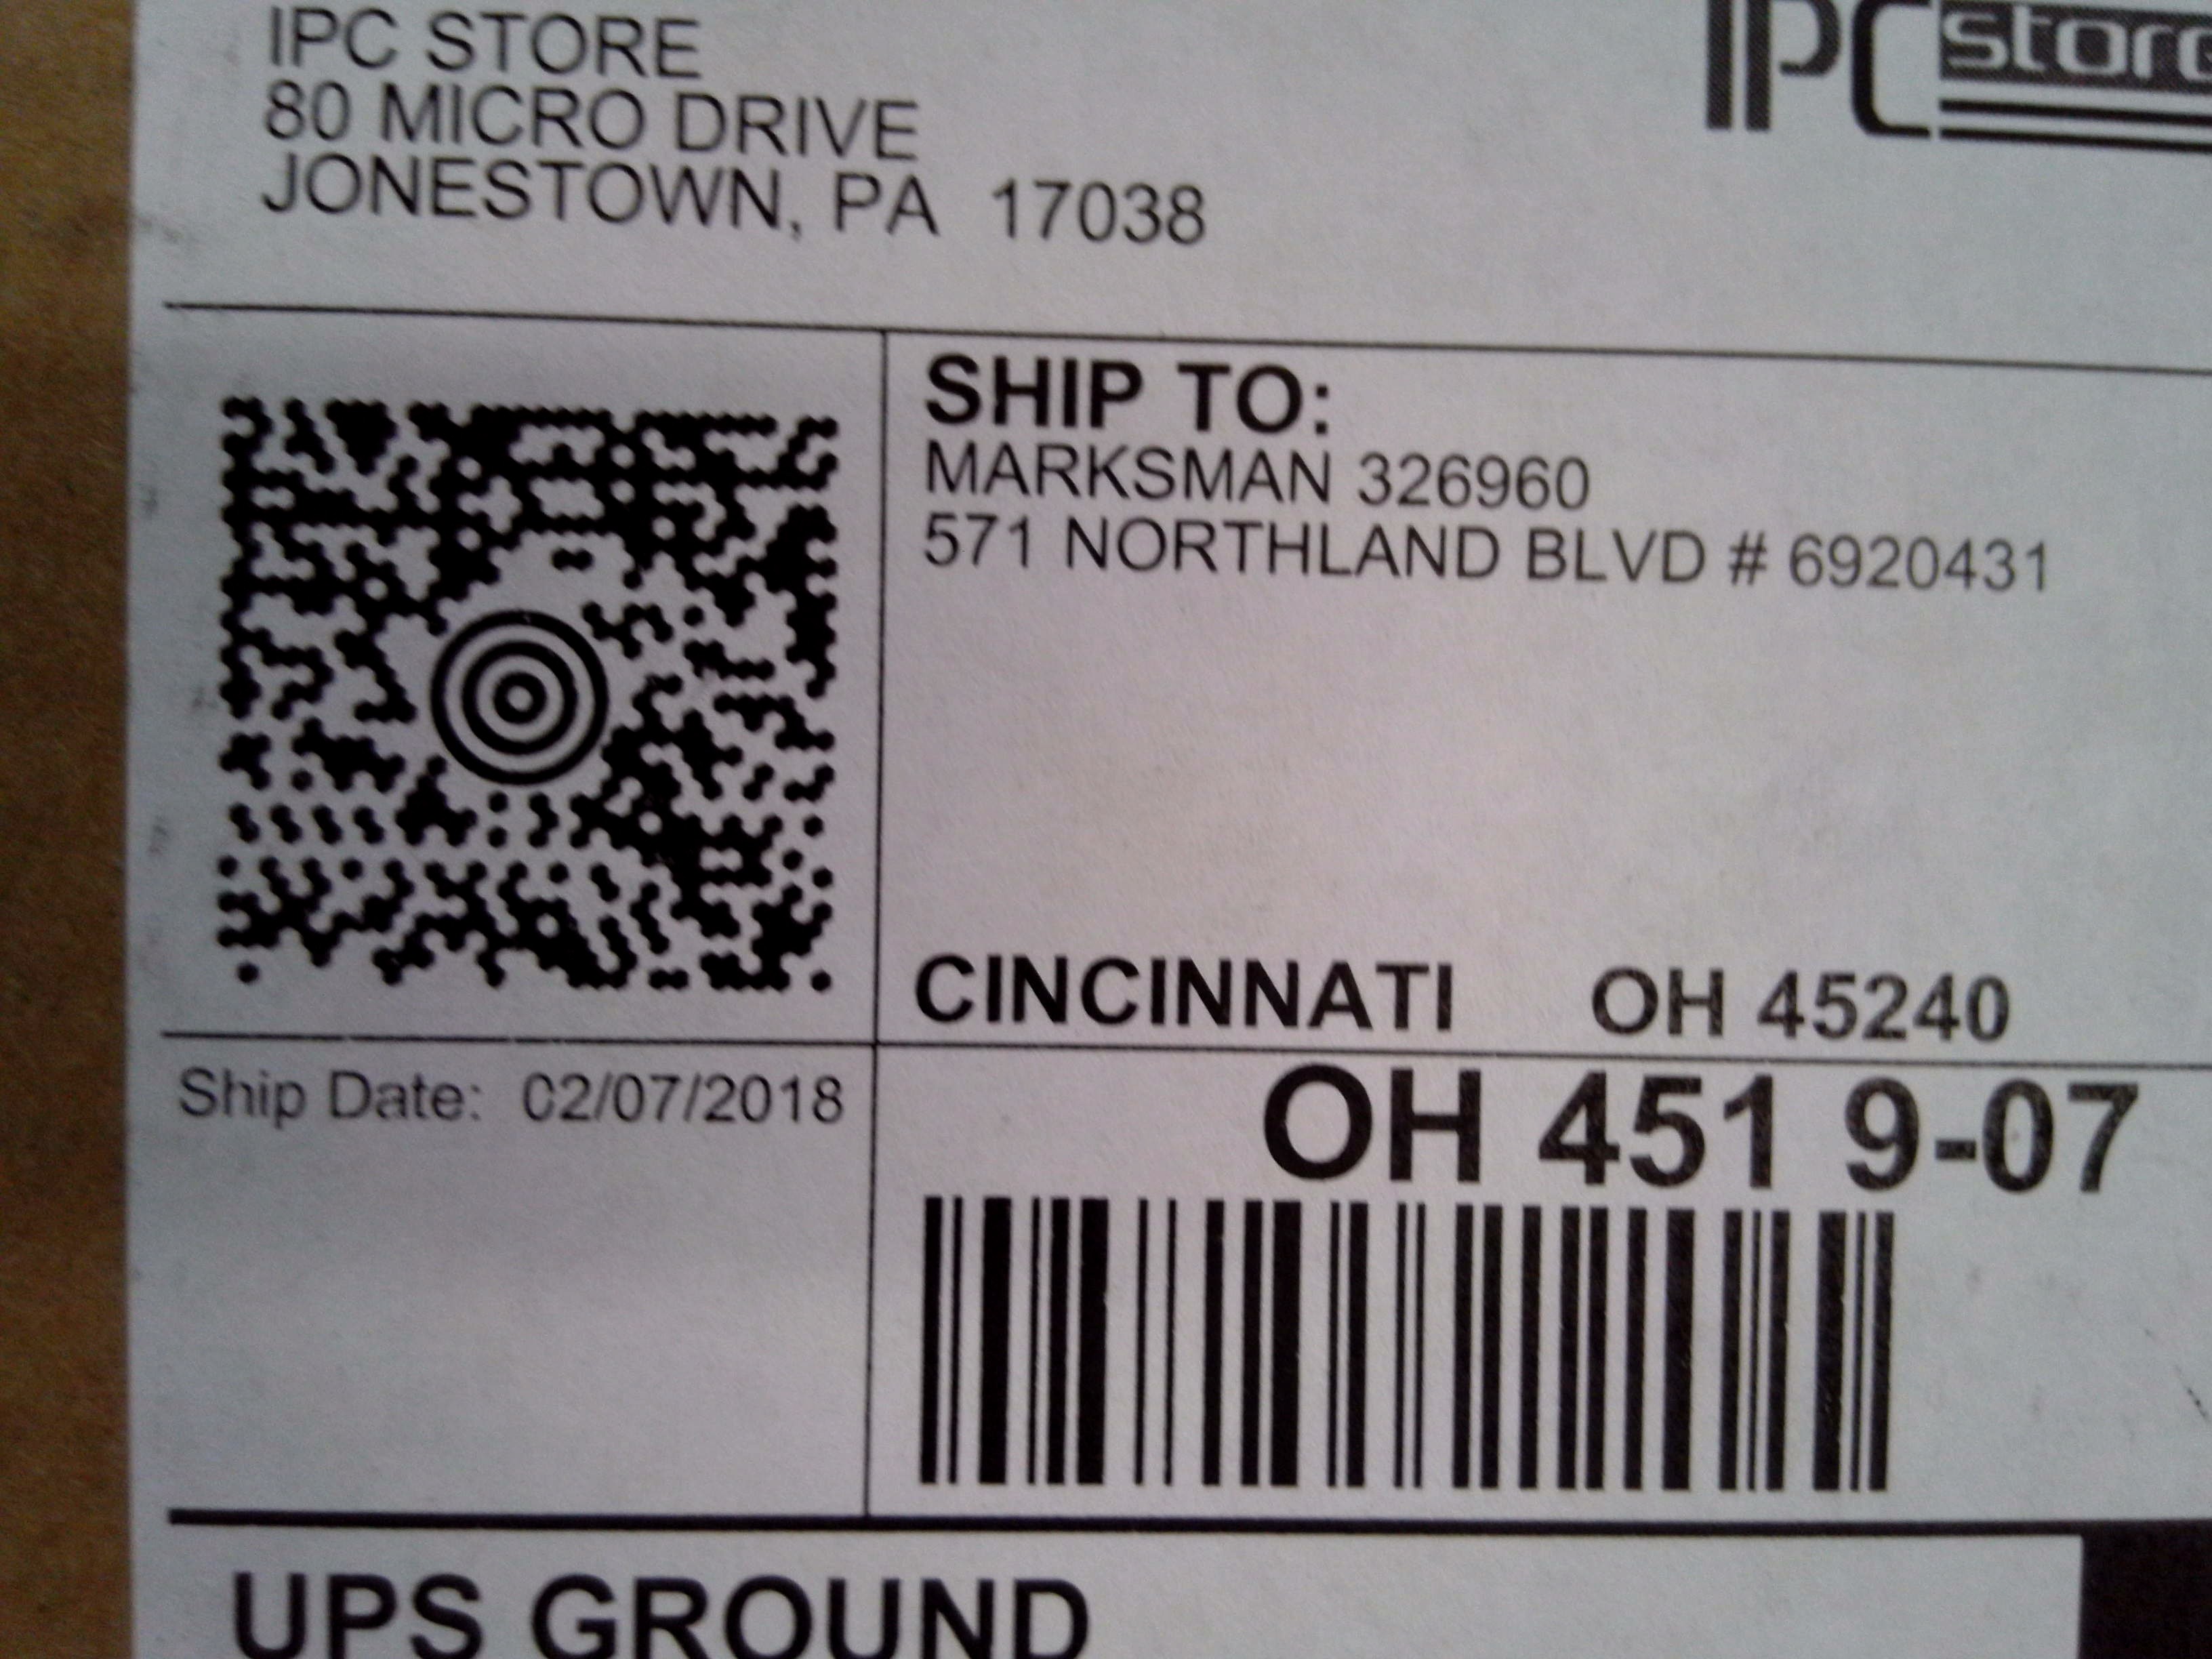 IPC STORE
80 MICRO DRIVE
JONESTOWN, PA 17038
IPC store
SHIP TO:
MARKSMAN 326960
571 NORTHLAND BLVD # 6920431
CINCINNATI OH 45240
Ship Date: 02/07/2018
OH 451 9-07
UPS GROUND